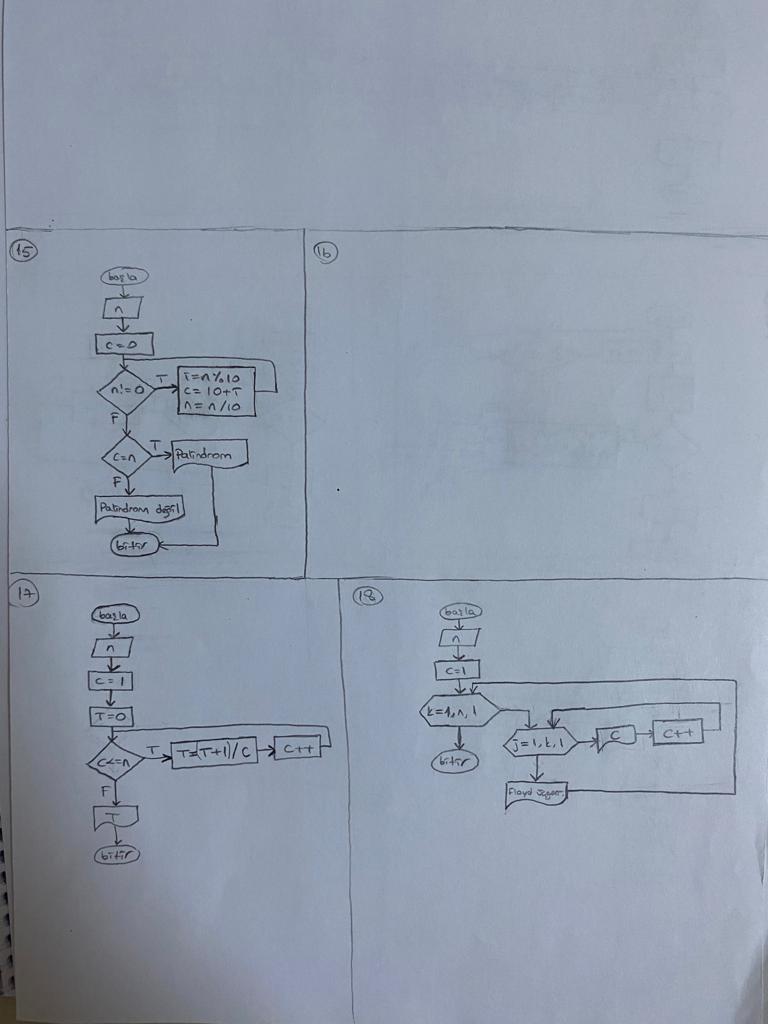 15
başla
n
c=0
n!=0
T
T=n%10
c= 10+T
n= n/10
F
c=n
T
Palindrom
F
Palindrom değil
bitir
16
17
başla
n
c=1
T=0
c<=n
T
T=(T+1)/c
c++
F
T
bitir
18
başla
n
c=1
k=1,n,1
j=1,k,1
c
c++
bitir
Floyd